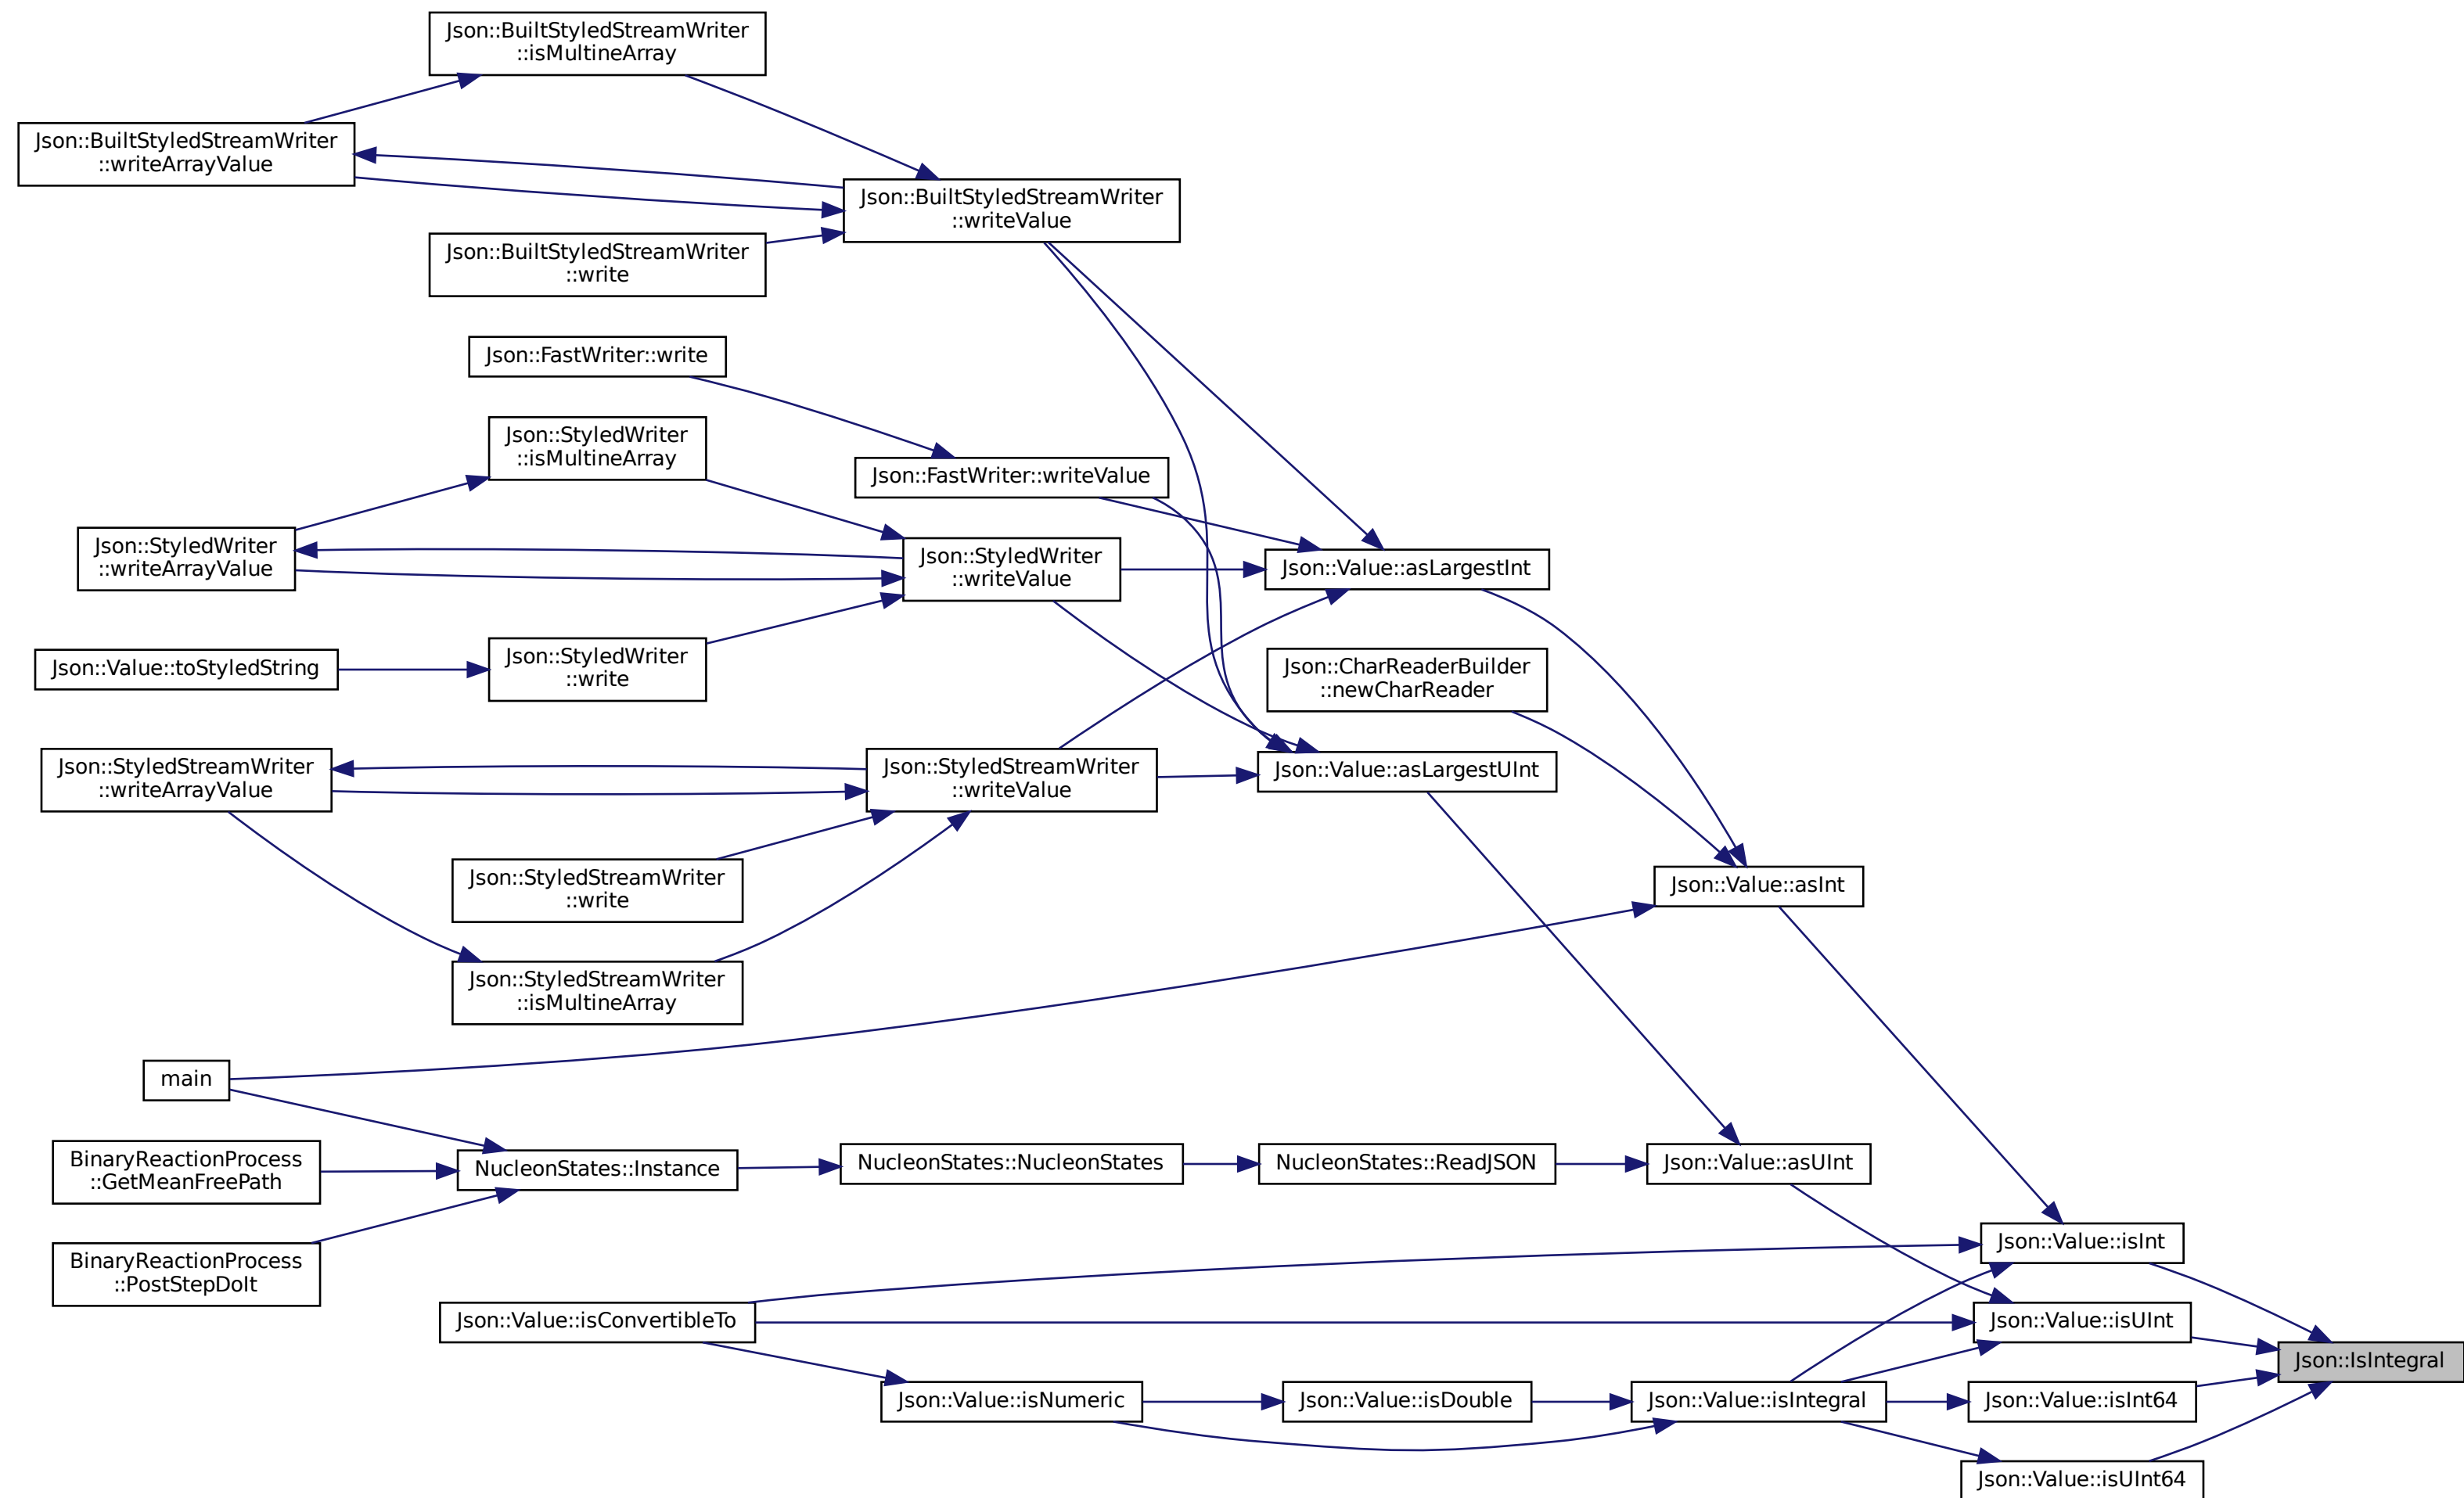 Json::BuiltStyledStreamWriter
::isMultineArray
Json::BuiltStyledStreamWriter
::writeArrayValue
Json::BuiltStyledStreamWriter
::writeValue
Json::BuiltStyledStreamWriter
::write
Json::FastWriter::write
Json::StyledWriter
::isMultineArray
Json::FastWriter::writeValue
Json::StyledWriter
::writeArrayValue
Json::StyledWriter
::writeValue
Json::Value::asLargestInt
Json::Value::toStyledString
Json::StyledWriter
::write
Json::CharReaderBuilder
::newCharReader
Json::StyledStreamWriter
::writeArrayValue
Json::StyledStreamWriter
::writeValue
Json::Value::asLargestUInt
Json::StyledStreamWriter
::write
Json::Value::asInt
Json::StyledStreamWriter
::isMultineArray
main
BinaryReactionProcess
::GetMeanFreePath
NucleonStates::Instance
NucleonStates::NucleonStates
NucleonStates::ReadJSON
Json::Value::asUInt
BinaryReactionProcess
::PostStepDoIt
Json::Value::isInt
Json::Value::isConvertibleTo
Json::Value::isUInt
Json::IsIntegral
Json::Value::isNumeric
Json::Value::isDouble
Json::Value::isIntegral
Json::Value::isInt64
Json::Value::isUInt64